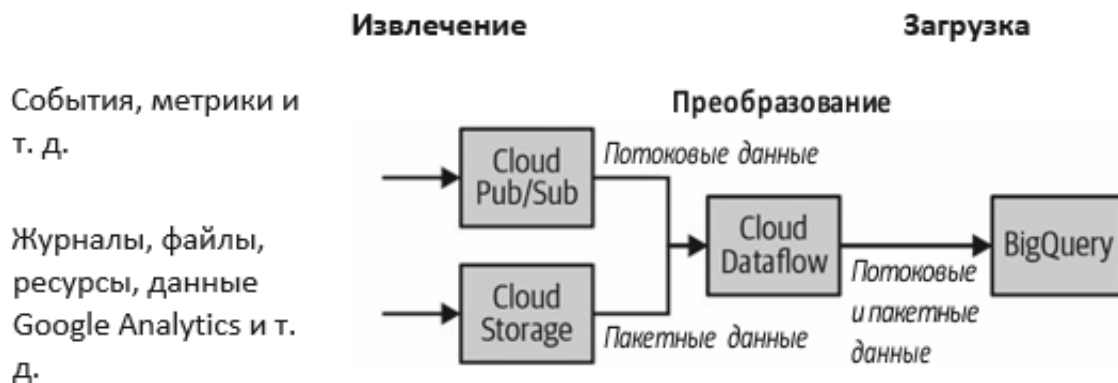 Извлечение
Загрузка
События, метрики и
т. д.
Преобразование
Cloud
Pub/Sub
Потоковые данные
Журналы, файлы,
ресурсы, данные
Google Analytics и т.
д.
Cloud
Storage
Пакетные данные
Cloud
Dataflow
Потоковые
и пакетные
данные
BigQuery